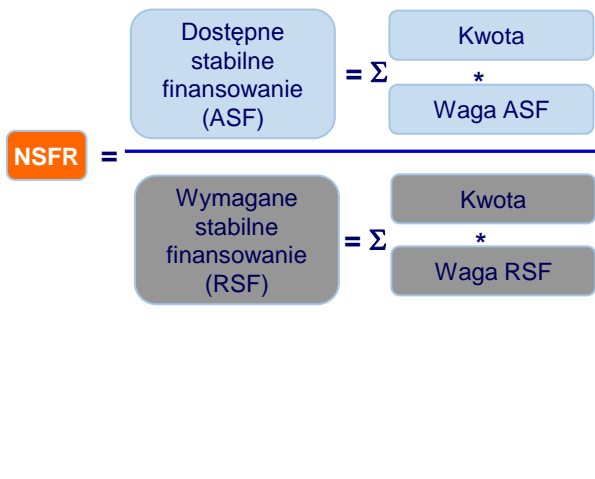 Dostępne
stabilne
finansowanie
(ASF)
= Σ
Kwota
*
Waga ASF
NSFR =
Wymagane
stabilne
finansowanie
(RSF)
= Σ
Kwota
*
Waga RSF